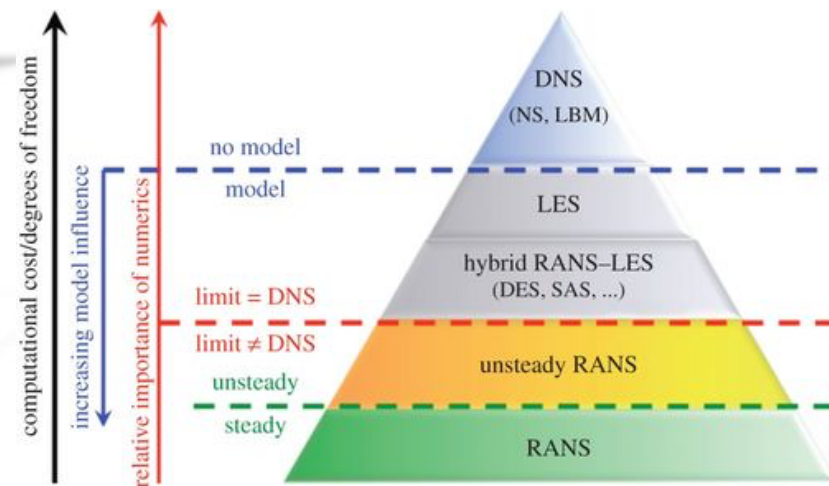 computational cost/degrees of freedom
increasing model influence
relative importance of numerics
DNS
(NS, LBM)
no model
model
LES
hybrid RANS–LES
(DES, SAS, ...)
limit = DNS
limit ≠ DNS
unsteady RANS
unsteady
steady
RANS